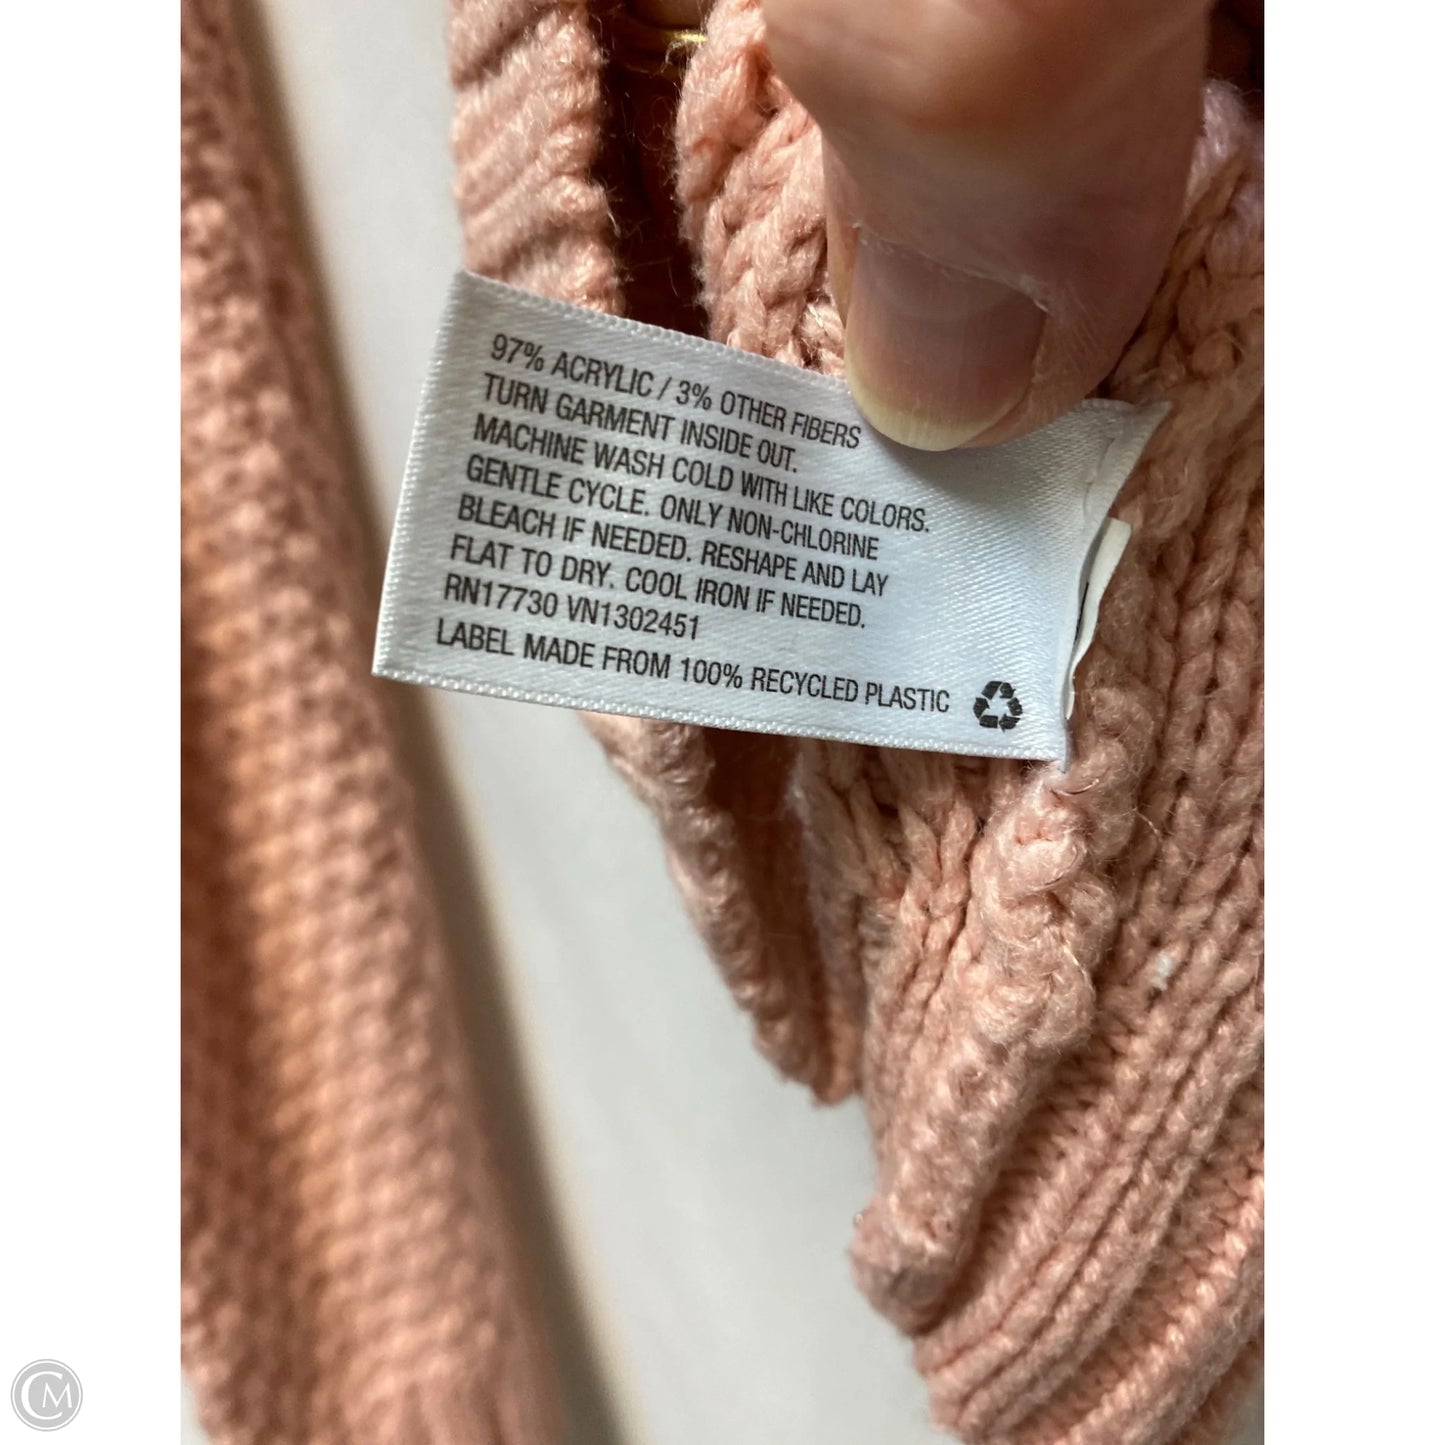 97% ACRYLIC / 3% OTHER FIBERS
TURN GARMENT INSIDE OUT.
MACHINE WASH COLD WITH LIKE COLORS.
GENTLE CYCLE. ONLY NON-CHLORINE
BLEACH IF NEEDED. RESHAPE AND LAY
FLAT TO DRY. COOL IRON IF NEEDED.
RN17730 VN1302451
LABEL MADE FROM 100% RECYCLED PLASTIC
CM